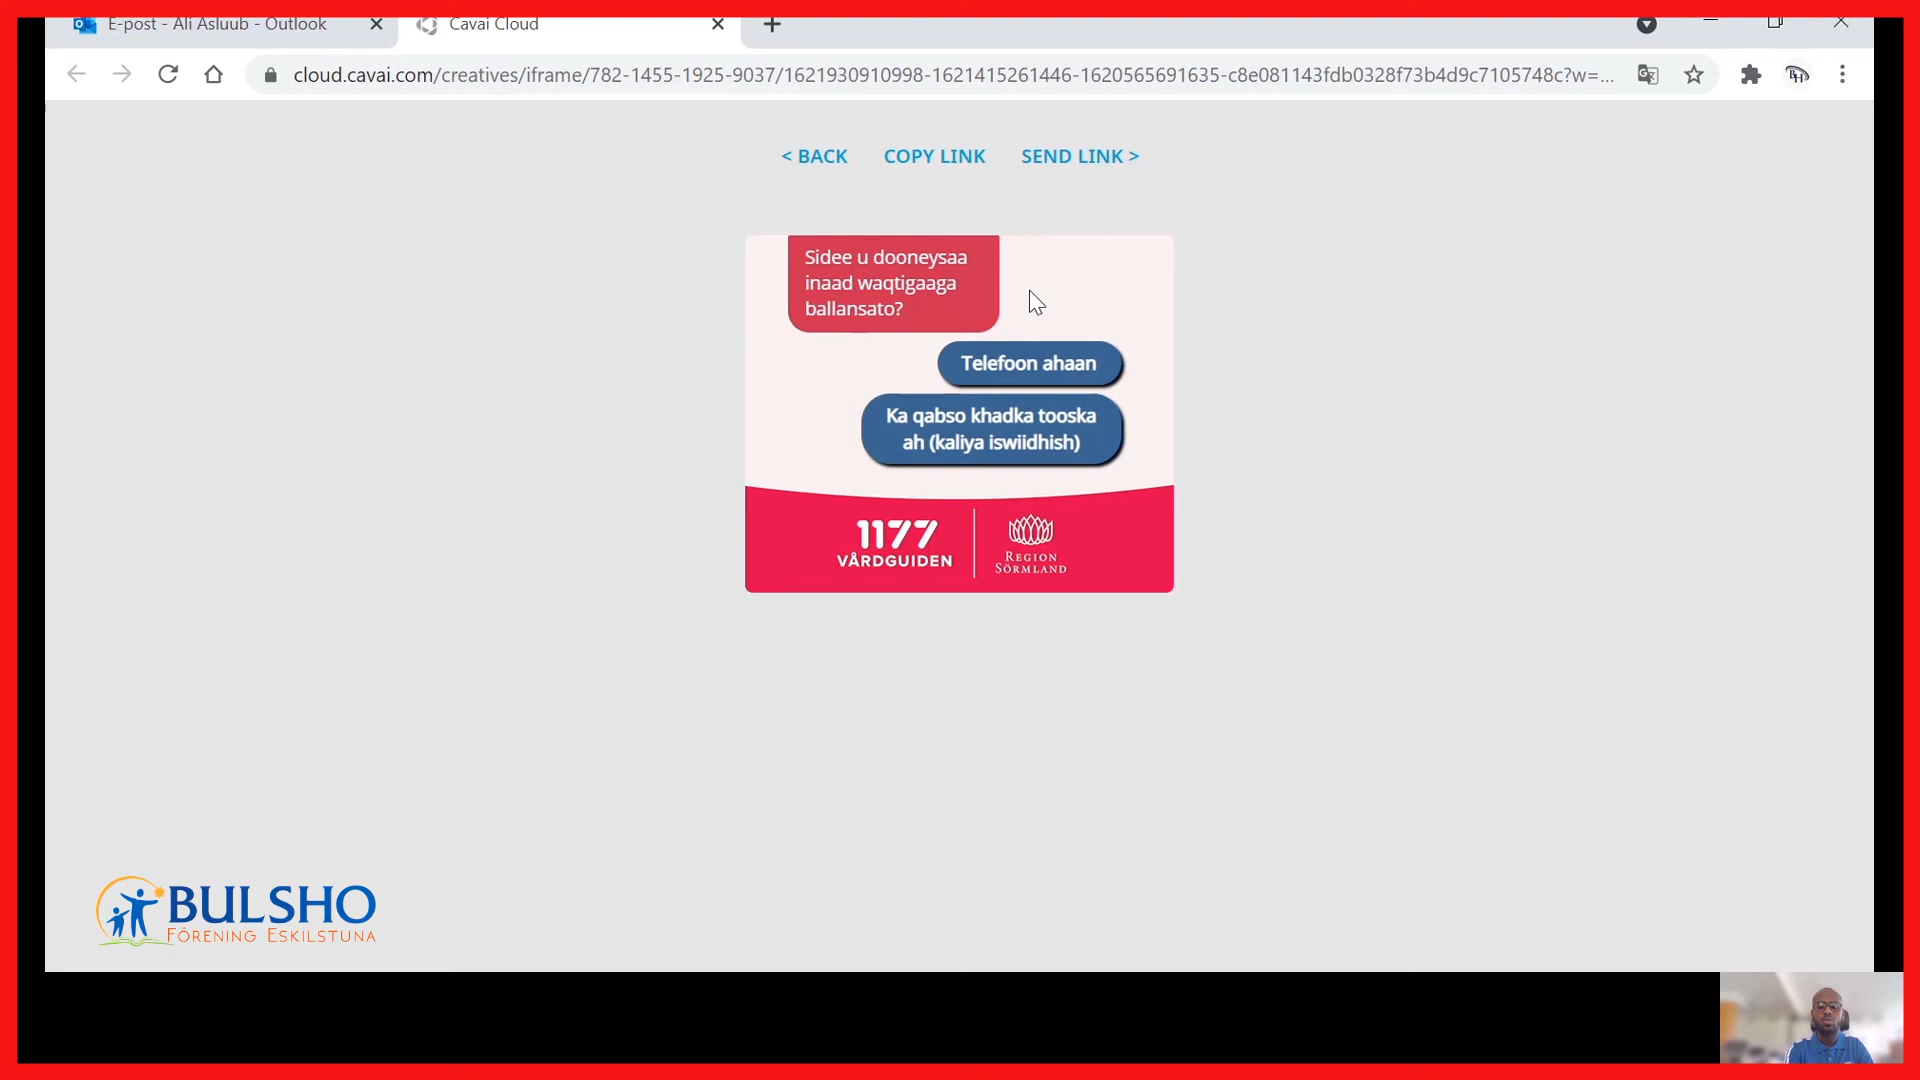 E-post - Ali Asluub - Outlook
Cavai Cloud
cloud.cavai.com/creatives/iframe/782-1455-1925-9037/1621930910998-1621415261446-1620565691635-c8e081143fdb0328f73b4d9c7105748c?w=...
< BACK
COPY LINK
SEND LINK >
Sidee u dooneysaa
inaad waqtigaaga
ballansato?
Telefoon ahaan
Ka qabso khadka tooska
ah (kaliya iswiidhish)
1177
VÅRDGUIDEN
REGION
SÖRMLAND
BULSHO
FÖRENING ESKILSTUNA